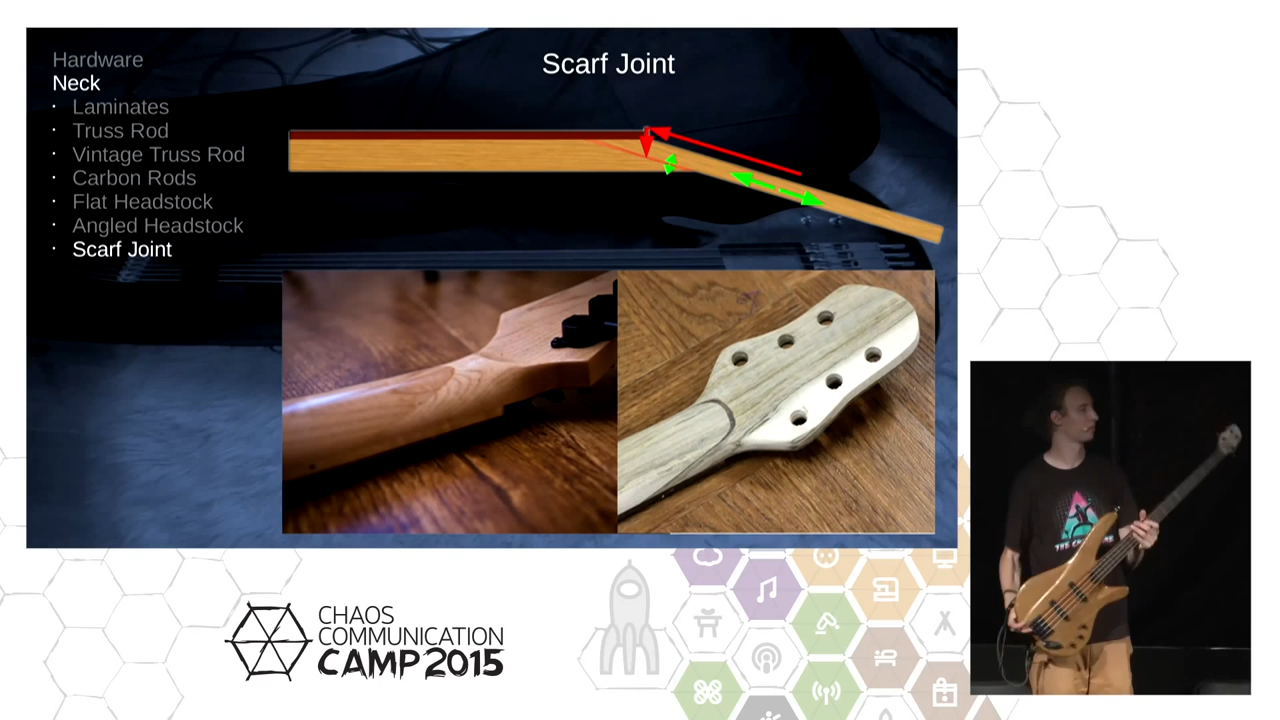 Scarf Joint
Hardware
Neck
· Laminates
· Truss Rod
· Vintage Truss Rod
· Carbon Rods
· Flat Headstock
· Angled Headstock
· Scarf Joint
CHAOS
COMMUNICATION
CAMP 2015